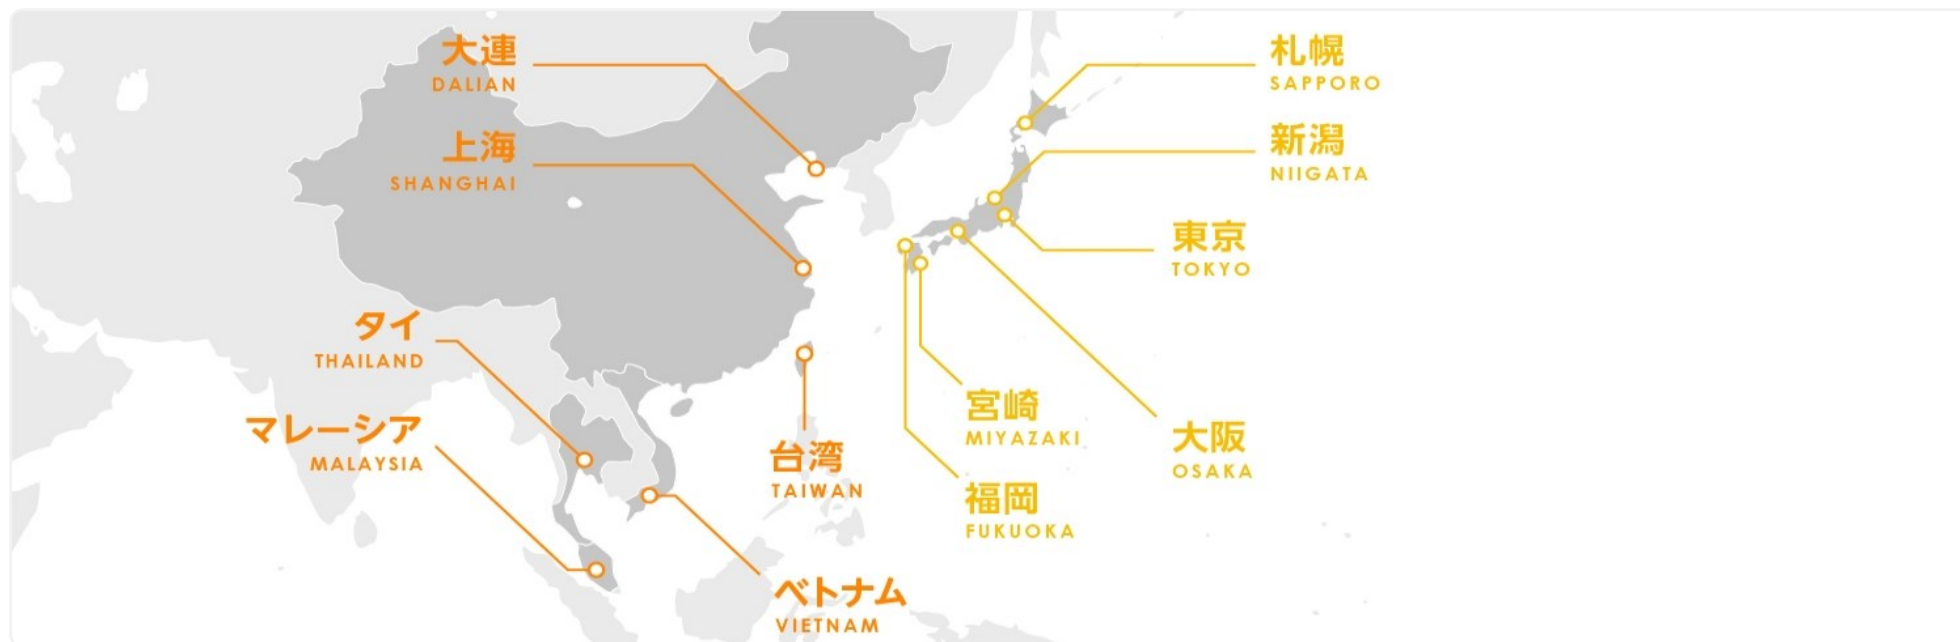 大連
DALIAN
上海
SHANGHAI
タイ
THAILAND
マレーシア
MALAYSIA
台湾
TAIWAN
ベトナム
VIETNAM
札幌
SAPPORO
新潟
NIIGATA
東京
TOKYO
宮崎
MIYAZAKI
大阪
OSAKA
福岡
FUKUOKA